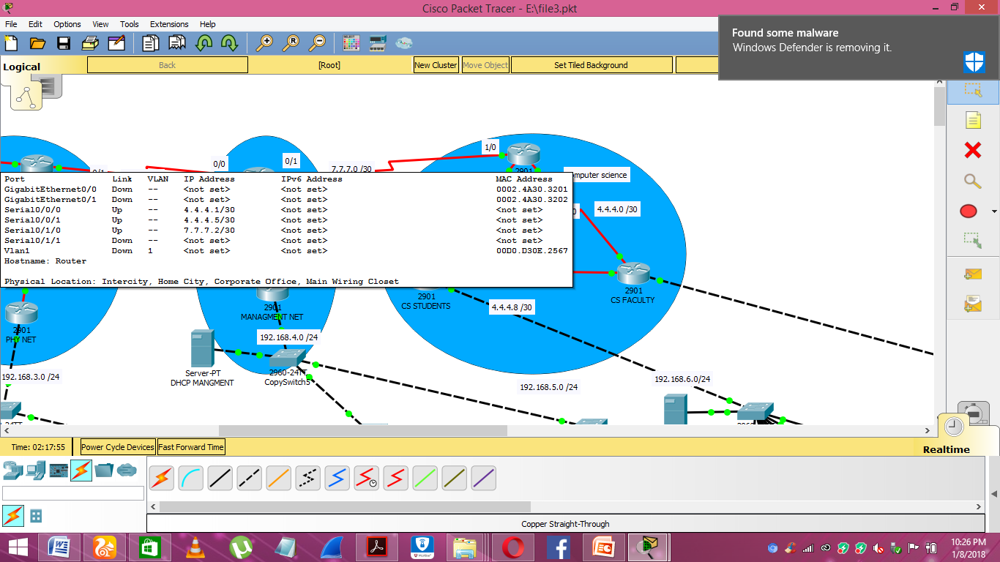 Cisco Packet Tracer - E:\file3.pkt
File Edit Options View Tools Extensions Help
Found some malware
Windows Defender is removing it.
Logical
Back
[Root]
New Cluster
Move Object
Set Tiled Background
1/0
0/0
0/1
7.7.7.0 /30
2901
omputer science
4.4.4.0 /30
Port Link VLAN IP Address IPv6 Address MAC Address
GigabitEthernet0/0 Down -- <not set> <not set> 0002.4A30.3201
GigabitEthernet0/1 Down -- <not set> <not set> 0002.4A30.3202
Serial0/0/0 Up -- 4.4.4.1/30 <not set> <not set>
Serial0/0/1 Up -- 4.4.4.5/30 <not set> <not set>
Serial0/1/0 Up -- 7.7.7.2/30 <not set> <not set>
Serial0/1/1 Down -- <not set> <not set> <not set>
Vlan1 Down 1 <not set> <not set> 00D0.D30E.2567
Hostname: Router
Physical Location: Intercity, Home City, Corporate Office, Main Wiring Closet
2901
PHY NET
2901
MANAGMENT NET
2901
CS STUDENTS
2901
CS FACULTY
4.4.4.8 /30
192.168.4.0 /24
Server-PT
DHCP MANGMENT
2960-24TT
CopySwitch5
192.168.3.0 /24
192.168.5.0 /24
192.168.6.0/24
Time: 02:17:55
Power Cycle Devices
Fast Forward Time
Realtime
Copper Straight-Through
10:26 PM
1/8/2018